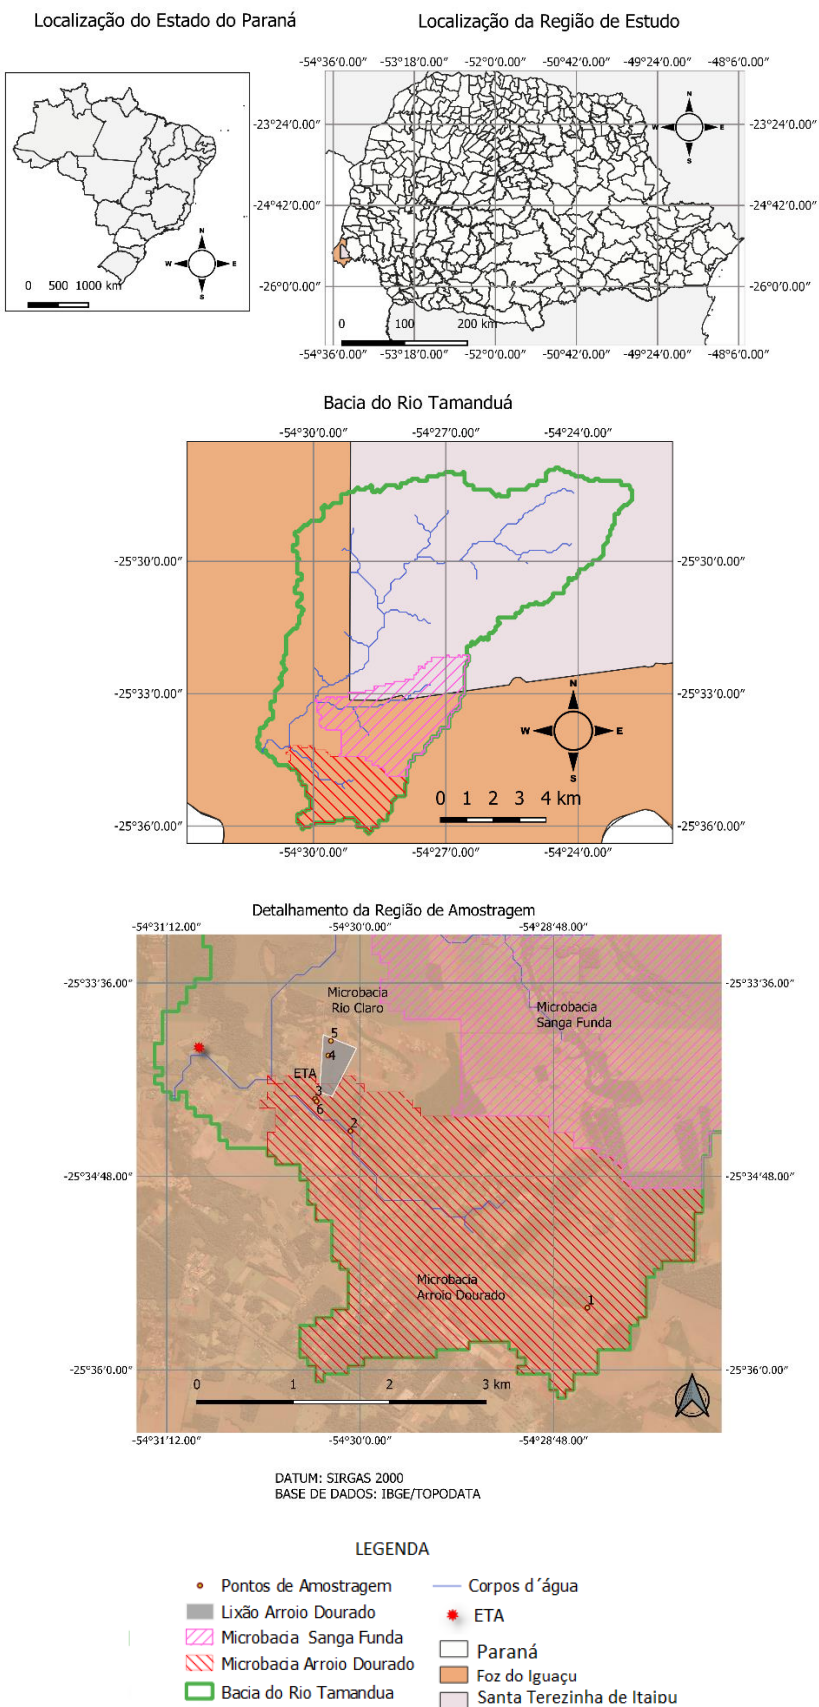 Localização do Estado do Paraná
Localização da Região de Estudo
-54°36′0.00″ -53°18′0.00″ -52°0′0.00″ -50°42′0.00″ -49°24′0.00″ -48°6′0.00″
-23°24′0.00″
-23°24′0.00″
-24°42′0.00″
-24°42′0.00″
-26°0′0.00″
-26°0′0.00″
N
W E
S
0 500 1000 km
N
W E
S
0 100 200 km
-54°36′0.00″ -53°18′0.00″ -52°0′0.00″ -50°42′0.00″ -49°24′0.00″ -48°6′0.00″
Bacia do Rio Tamanduá
-54°30′0.00″ -54°27′0.00″ -54°24′0.00″
-25°30′0.00″
-25°30′0.00″
-25°33′0.00″
-25°33′0.00″
N
W E
S
0 1 2 3 4 km
-25°36′0.00″
-25°36′0.00″
-54°30′0.00″ -54°27′0.00″ -54°24′0.00″
Detalhamento da Região de Amostragem
-54°31′12.00″ -54°30′0.00″ -54°28′48.00″
-25°33′36.00″
-25°33′36.00″
Microbacia
Rio Claro
Microbacia
Sanga Funda
5
4
ETA
3
6
2
-25°34′48.00″
-25°34′48.00″
Microbacia
Arroio Dourado
1
-25°36′0.00″
-25°36′0.00″
0 1 2 3 km
-54°31′12.00″ -54°30′0.00″ -54°28′48.00″
DATUM: SIRGAS 2000
BASE DE DADOS: IBGE/TOPODATA
LEGENDA
Pontos de Amostragem
Lixão Arroio Dourado
Microbacia Sanga Funda
Microbacia Arroio Dourado
Bacia do Rio Tamandua
Corpos d´água
ETA
Paraná
Foz do Iguaçu
Santa Terezinha de Itaipu